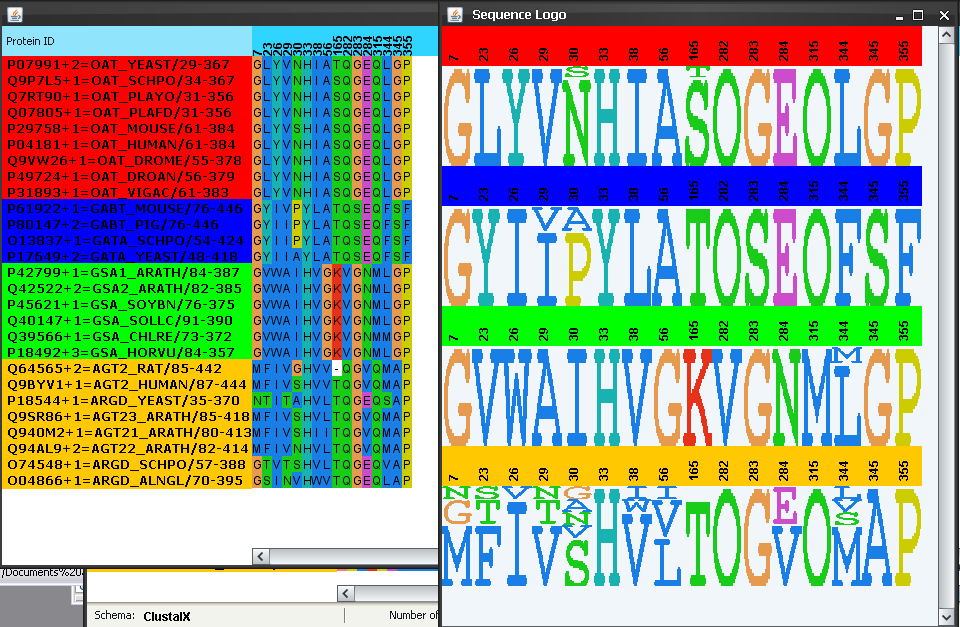 Protein ID
7 23 26 29 30 33 38 56 165 282 283 284 315 344 345 355
P07991+2=OAT_YEAST/29-367 GLYVNHIATQGEQLGP
Q9P7L5+1=OAT_SCHPO/34-367 GLYVNHIASQGEQLGP
Q7RT90+1=OAT_PLAYO/31-356 GLYVNHIASQGEQLGP
Q07805+1=OAT_PLAFD/31-356 GLYVNHIASQGEQLGP
P29758+1=OAT_MOUSE/61-384 GLYVNHIASQGEQLGP
P04181+1=OAT_HUMAN/61-384 GLYVNHIASQGEQLGP
Q9VW26+1=OAT_DROME/55-378 GLYVNHIASQGEQLGP
P49724+1=OAT_DROAN/56-379 GLYVNHIASQGEQLGP
P31893+1=OAT_VIGAC/61-383
P61922+1=GABT_MOUSE/76-446 GYIVPYLATQSEQFSF
P80147+2=GABT_PIG/76-446 GYIVPYLATQSEQFSF
O13837+1=GATA_SCHPO/54-424 GYIIPYLATQSEQFSF
P17649+2=GATA_YEAST/48-418 GYIIAYLATQSEQFSF
P42799+1=GSA1_ARATH/84-387 GVWAIHVGKVGNMLGP
Q42522+2=GSA2_ARATH/82-385 GVWAIHVGKVGNMLGP
P45621+1=GSA_SOYBN/76-375 GVWAIHVGKVGNMLGP
Q40147+1=GSA_SOLLC/91-390 GVWAIHVGKVGNMLGP
Q39566+1=GSA_CHLRE/73-372 GVWAIHVGKVGNMMGP
P18492+3=GSA_HORVU/84-357 GVWAIHVGKVGNMLGP
Q64565+2=AGT2_RAT/85-442 MFIVGHVV-QGVQMAP
Q9BYV1+1=AGT2_HUMAN/87-444 MFIVSHVVTQGVQMAP
P18544+1=ARGD_YEAST/35-370 NTITAHVLTQGEQSAP
Q9SR86+1=AGT23_ARATH/85-418 MFIVSHVLTQGVQMAP
Q940M2+1=AGT21_ARATH/80-413 MFIVSHIITQGVQMAP
Q94AL9+2=AGT22_ARATH/82-414 MFIVNHVLTQGVQMAP
O74548+1=ARGD_SCHPO/57-388 GTVTSHVLTQGEQVAP
O04866+1=ARGD_ALNGL/70-395 GSINVHWVTQGEQLAP
/Documents%20
Schema: ClustalX Number of
Sequence Logo
7 23 26 29 30 33 38 56 165 282 283 284 315 344 345 355
S T
GLYVNHIASQGEQLGP
7 23 26 29 30 33 38 56 165 282 283 284 315 344 345 355
V A
GYIIPYLATQSEQFSF
7 23 26 29 30 33 38 56 165 282 283 284 315 344 345 355
M
GVWAIHVGKVGNMLGP
7 23 26 29 30 33 38 56 165 282 283 284 315 344 345 355
MFIVSHVLTQGVQMAP